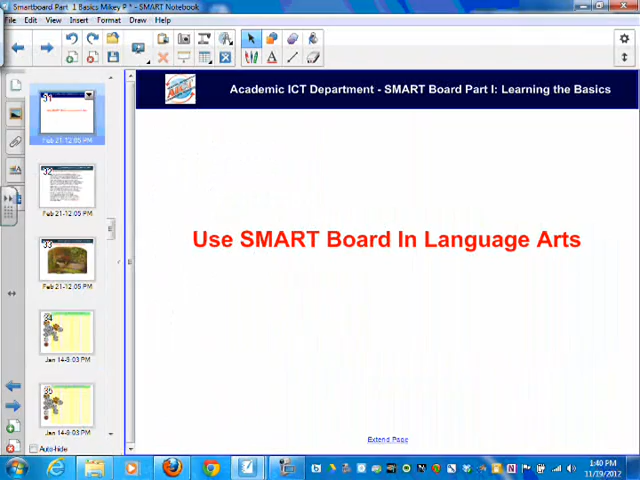 Smartboard Part 1 Basics Mikey P * - SMART Notebook
File Edit View Insert Format Draw Help
Academic ICT Department - SMART Board Part I: Learning the Basics
Use SMART Board In Language Arts
Extend Page
31
Feb 21-12:05 PM
32
Feb 21-12:05 PM
33
Feb 21-12:05 PM
34
Jan 14-8:03 PM
35
Jan 14-8:03 PM
Auto-hide
1:40 PM
11/19/2012